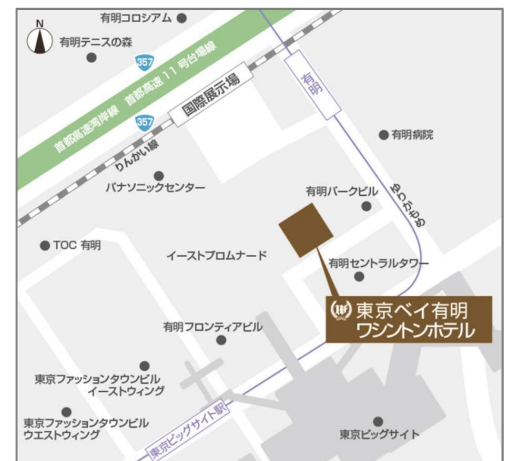 有明コロシアム
N
有明テニスの森
357
首都高速湾岸線 首都高速11号台場線
国際展示場
有明
357
りんかい線
有明病院
パナソニックセンター
有明パークビル
ゆりかもめ
TOC 有明
イーストプロムナード
有明セントラルタワー
東京ベイ有明
ワシントンホテル
有明フロンティアビル
東京ファッションタウンビル
イーストウィング
東京ファッションタウンビル
ウエストウィング
東京ビッグサイト駅
東京ビッグサイト